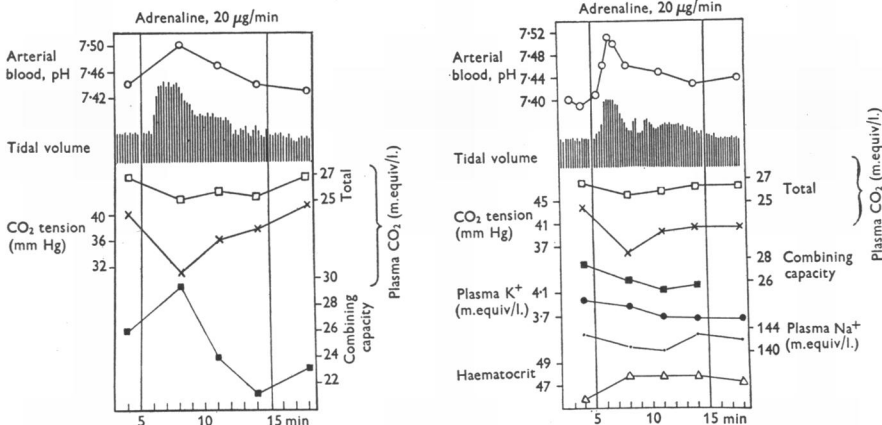 Adrenaline, 20 μg/min
Arterial
blood, pH
7·50
7·46
7·42
Tidal volume
CO₂ tension
(mm Hg)
40
36
32
27
25
Total
Plasma CO₂ (m.equiv/l.)
30
28
26
24
22
Combining
capacity
5
15 min
Adrenaline, 20 μg/min
Arterial
blood, pH
7·52
7·48
7·44
7·40
Tidal volume
27
25
Total
Plasma CO₂ (m.equiv/l.)
CO₂ tension
(mm Hg)
45
41
37
28
26
Combining
capacity
Plasma K⁺
(m.equiv/l.)
4·1
3·7
144
140
Plasma Na⁺
(m.equiv/l.)
Haematocrit
49
47
5
10
15 min